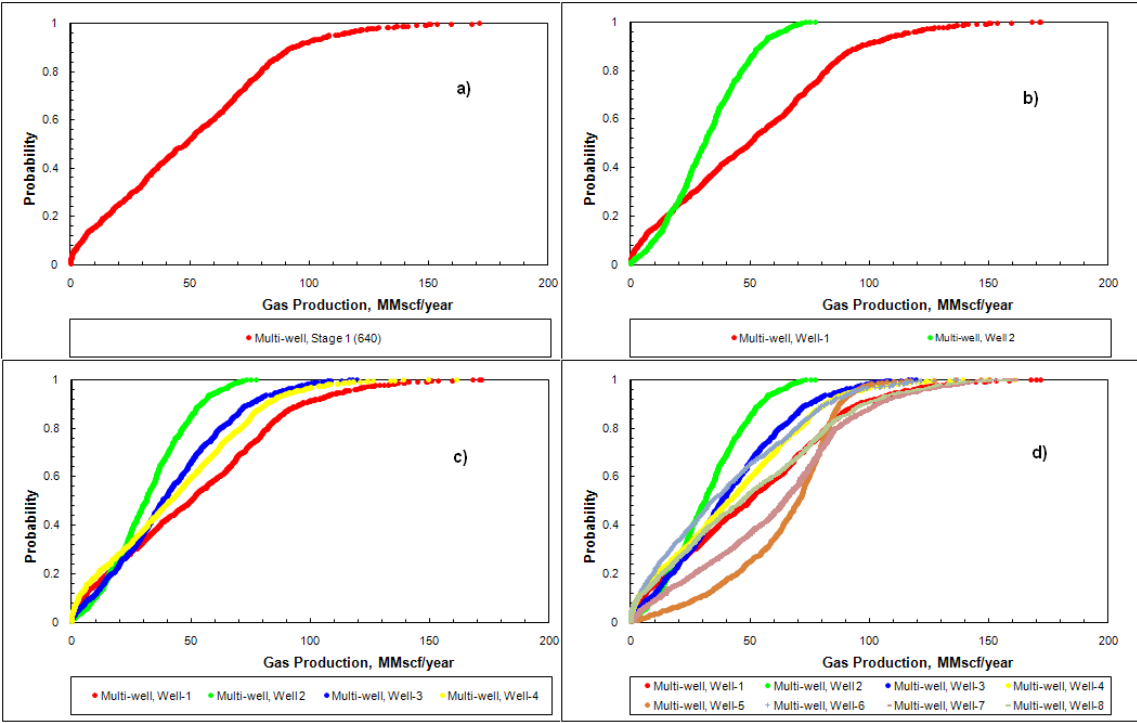 1
0.8
0.6
0.4
0.2
0
Probability
a)
0 50 100 150 200
Gas Production, MMscf/year
Multi-well, Stage 1 (640)
1
0.8
0.6
0.4
0.2
0
Probability
b)
0 50 100 150 200
Gas Production, MMscf/year
Multi-well, Well-1 Multi-well, Well 2
1
0.8
0.6
0.4
0.2
0
Probability
c)
0 50 100 150 200
Gas Production, MMscf/year
Multi-well, Well-1 Multi-well, Well 2 Multi-well, Well-3 Multi-well, Well-4
1
0.8
0.6
0.4
0.2
0
Probability
d)
0 50 100 150 200
Gas Production, MMscf/year
Multi-well, Well-1 Multi-well, Well 2 Multi-well, Well-3 Multi-well, Well-4
Multi-well, Well-5 Multi-well, Well-6 Multi-well, Well-7 Multi-well, Well-8